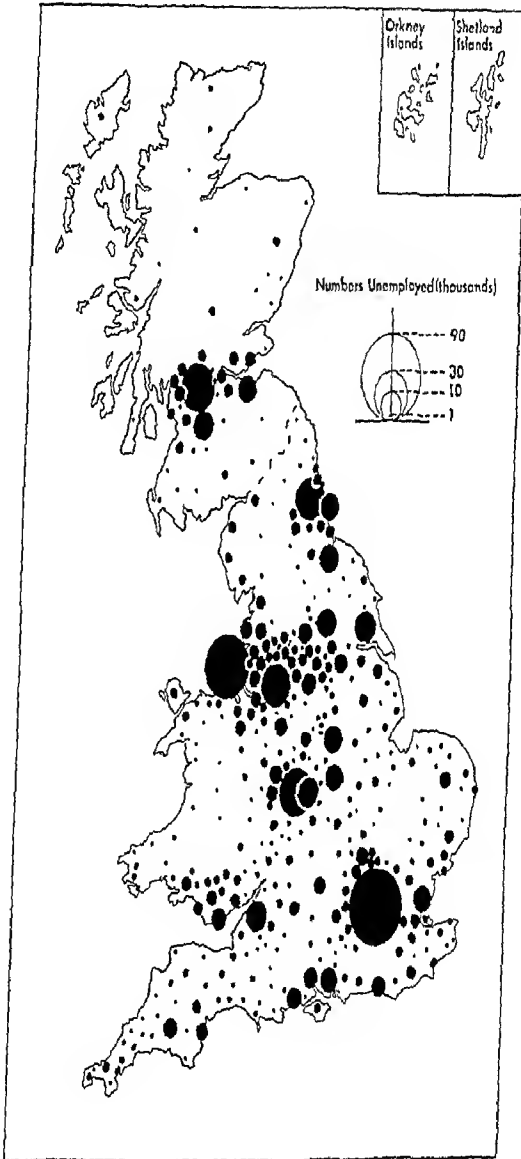 Orkney
Islands
Shetland
Islands
Numbers Unemployed (thousands)
90
30
10
1